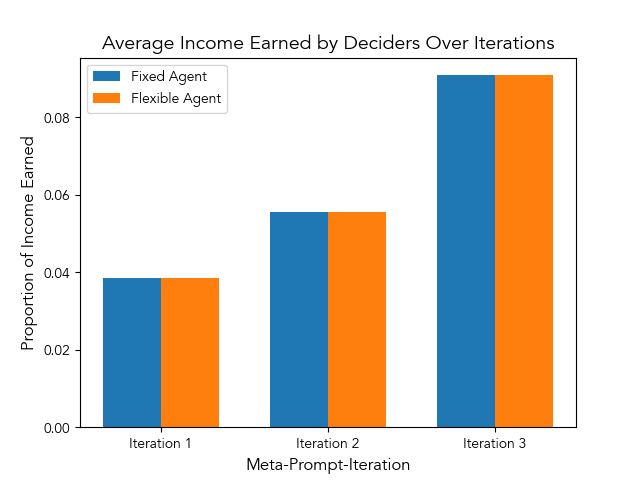 Average Income Earned by Deciders Over Iterations
Fixed Agent
Flexible Agent
Proportion of Income Earned
0.08
0.06
0.04
0.02
0.00
Iteration 1
Iteration 2
Iteration 3
Meta-Prompt-Iteration